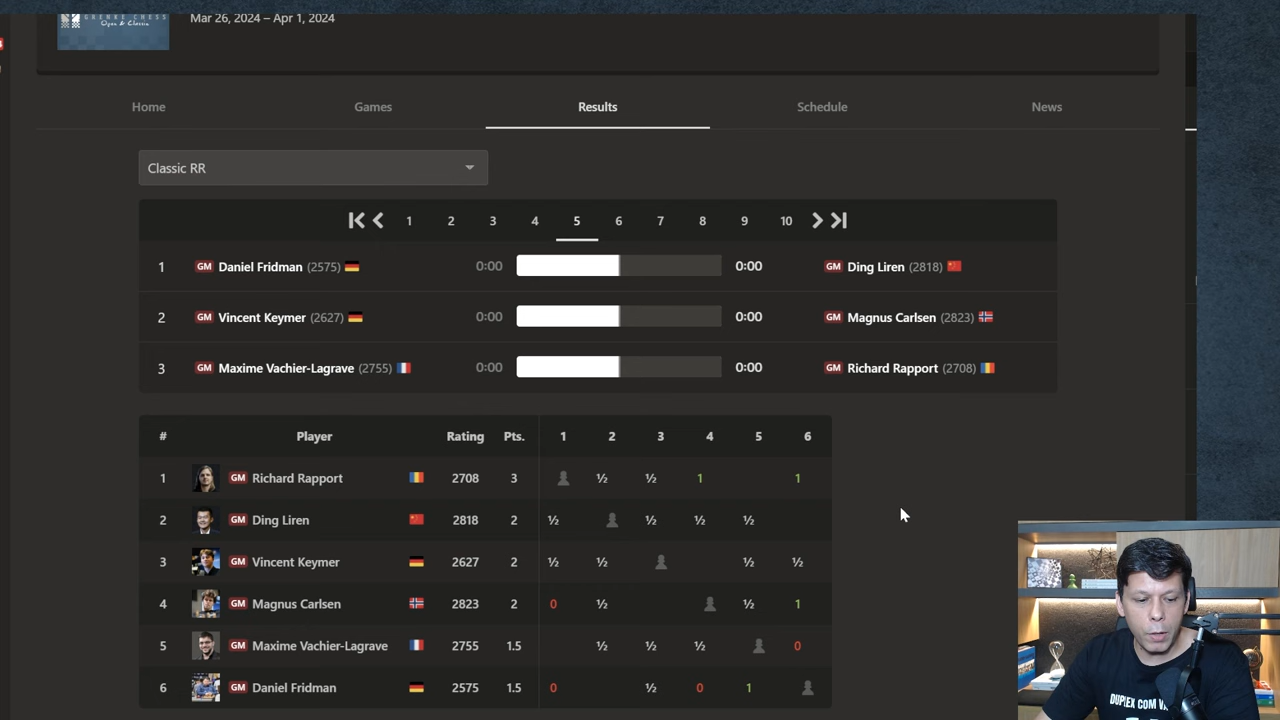 GRENKE CHESS
Open & Classic
Mar 26, 2024 – Apr 1, 2024
Home Games Results Schedule News
Classic RR
1 2 3 4 5 6 7 8 9 10
1 GM Daniel Fridman (2575) 0:00 0:00 GM Ding Liren (2818)
2 GM Vincent Keymer (2627) 0:00 0:00 GM Magnus Carlsen (2823)
3 GM Maxime Vachier-Lagrave (2755) 0:00 0:00 GM Richard Rapport (2708)
# Player Rating Pts. 1 2 3 4 5 6
1 GM Richard Rapport 2708 3 ½ ½ 1 1
2 GM Ding Liren 2818 2 ½ ½ ½ ½
3 GM Vincent Keymer 2627 2 ½ ½ ½ ½
4 GM Magnus Carlsen 2823 2 0 ½ ½ 1
5 GM Maxime Vachier-Lagrave 2755 1.5 ½ ½ ½ 0
6 GM Daniel Fridman 2575 1.5 0 ½ 0 1
DUPLEX COM